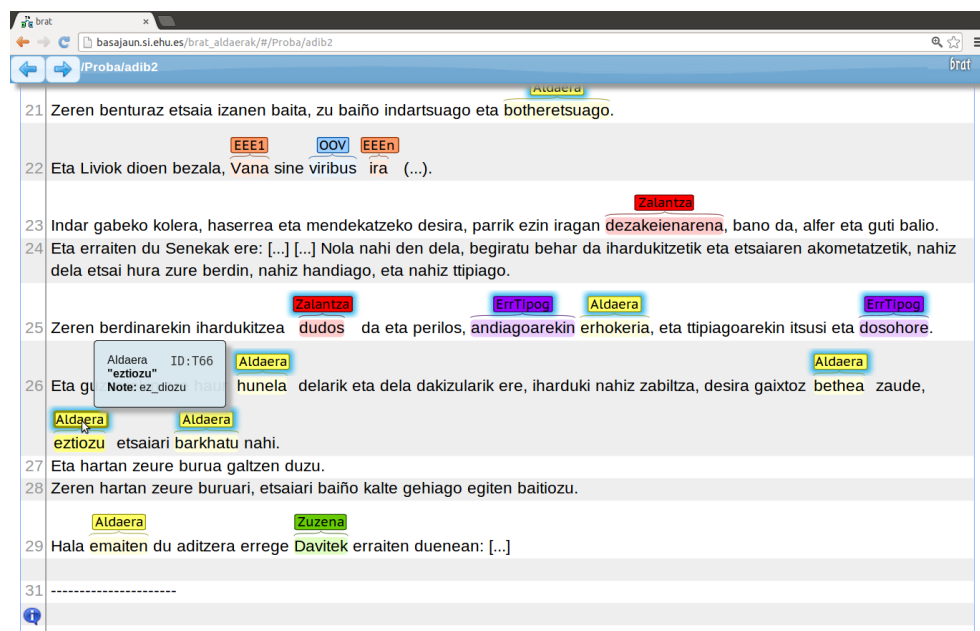 brat ×
basajaun.si.ehu.es/brat_aldaerak/#/Proba/adib2
/Proba/adib2 brat
Aldaera
21 Zeren benturaz etsaia izanen baita, zu baiño indartsuago eta botheretsuago.
EEE1 OOV EEEn
22 Eta Liviok dioen bezala, Vana sine viribus ira (...).
Zalantza
23 Indar gabeko kolera, haserrea eta mendekatzeko desira, parrik ezin iragan dezakeienarena, bano da, alfer eta guti balio.
24 Eta erraiten du Senekak ere: [...] [...] Nola nahi den dela, begiratu behar da ihardukitzetik eta etsaiaren akometatzetik, nahiz
dela etsai hura zure berdin, nahiz handiago, eta nahiz ttipiago.
Zalantza ErrTipog Aldaera ErrTipog
25 Zeren berdinarekin ihardukitzea dudos da eta perilos, andiagoarekin erhokeria, eta ttipiagoarekin itsusi eta dosohore.
Aldaera ID:T66
"eztiozu"
Note: ez_diozu
Aldaera Aldaera
26 Eta hunela delarik eta dela dakizularik ere, iharduki nahiz zabiltza, desira gaixtoz bethea zaude,
Aldaera Aldaera
eztiozu etsaiari barkhatu nahi.
27 Eta hartan zeure burua galtzen duzu.
28 Zeren hartan zeure buruari, etsaiari baiño kalte gehiago egiten baitiozu.
Aldaera Zuzena
29 Hala emaiten du aditzera errege Davitek erraiten duenean: [...]
31 ----------------------